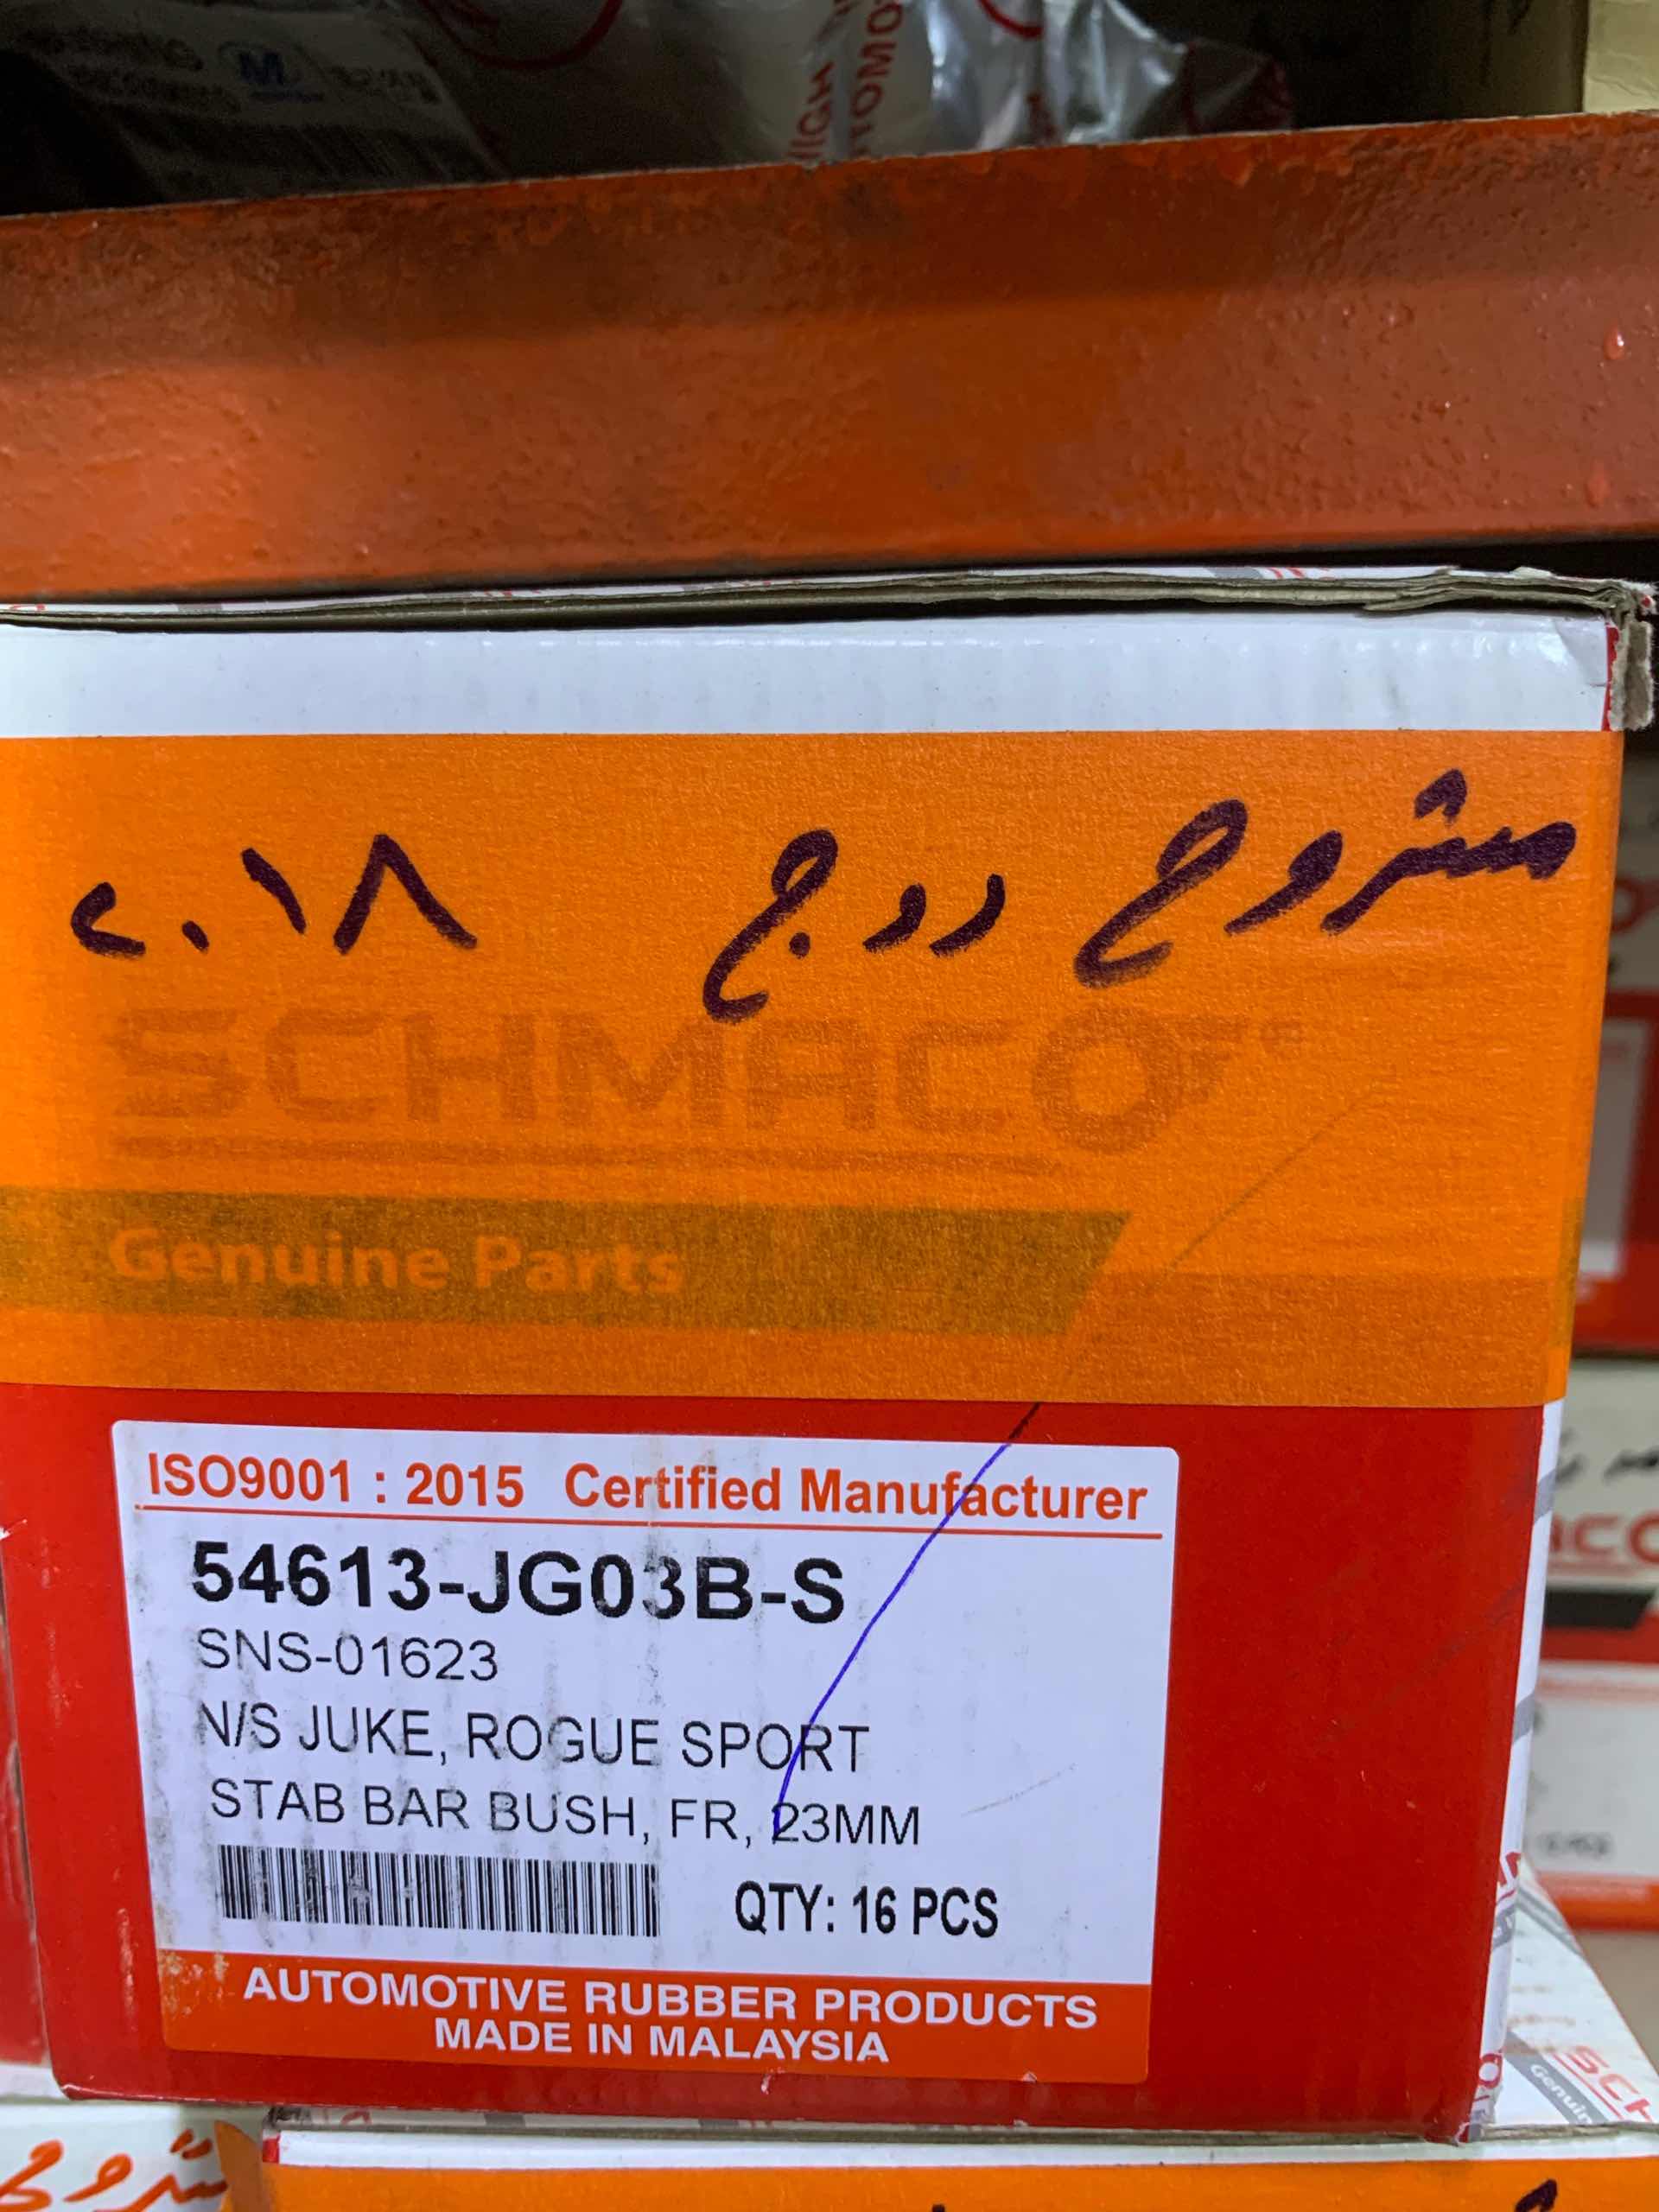 مشروح رروج ٢٠١٨
SCHMACO
Genuine Parts
ISO9001 : 2015 Certified Manufacturer
54613-JG03B-S
SNS-01623
N/S JUKE, ROGUE SPORT
STAB BAR BUSH, FR, 23MM
QTY: 16 PCS
AUTOMOTIVE RUBBER PRODUCTS
MADE IN MALAYSIA